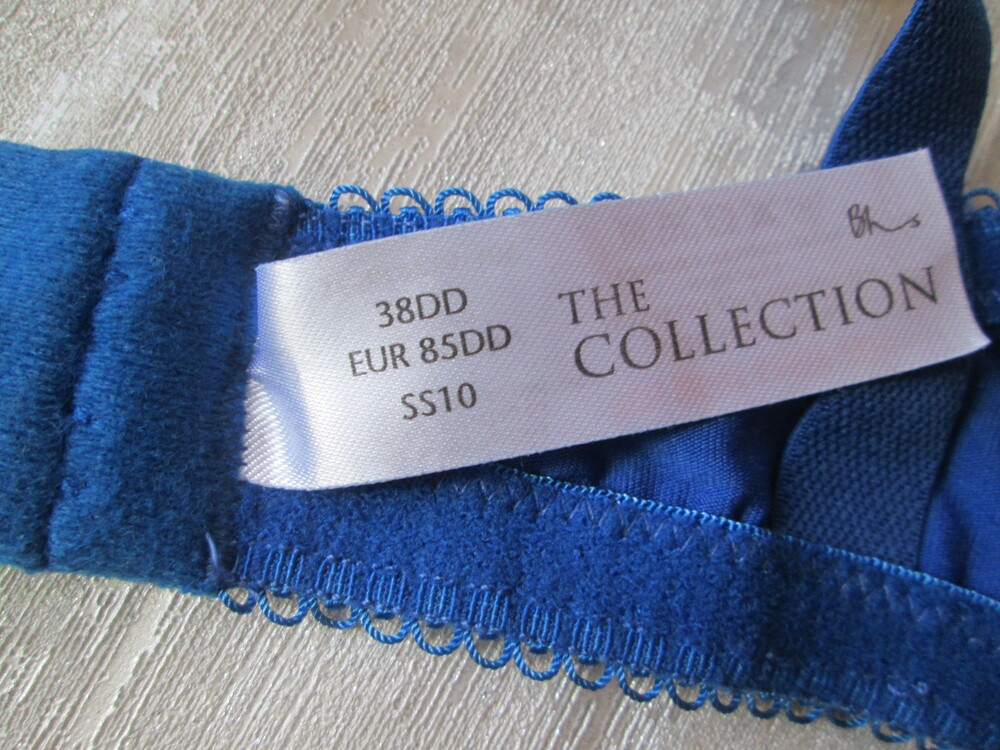 38DD
EUR 85DD
SS10
Bhs
THE
COLLECTION